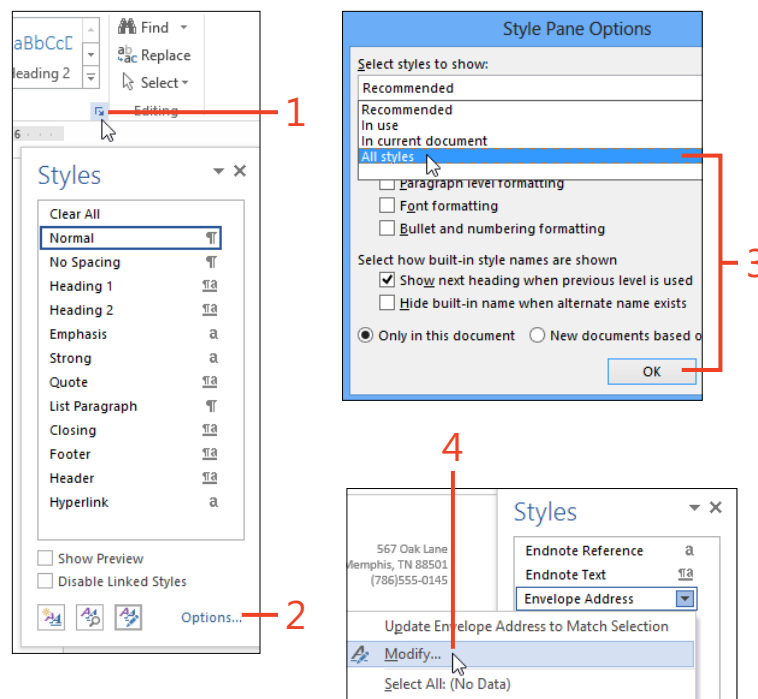 Find
aBbCcD
Replace
Heading 2
Select
Editing
1
6
Styles
Clear All
Normal ¶
No Spacing ¶
Heading 1 ¶a
Heading 2 ¶a
Emphasis a
Strong a
Quote ¶a
List Paragraph ¶
Closing ¶a
Footer ¶a
Header ¶a
Hyperlink a
Show Preview
Disable Linked Styles
Options...
2
Style Pane Options
Select styles to show:
Recommended
Recommended
In use
In current document
All styles
Paragraph level formatting
Font formatting
Bullet and numbering formatting
Select how built-in style names are shown
Show next heading when previous level is used
Hide built-in name when alternate name exists
Only in this document New documents based o
OK
3
4
567 Oak Lane
Memphis, TN 88501
(786)555-0145
Styles
Endnote Reference a
Endnote Text ¶a
Envelope Address
Update Envelope Address to Match Selection
Modify...
Select All: (No Data)